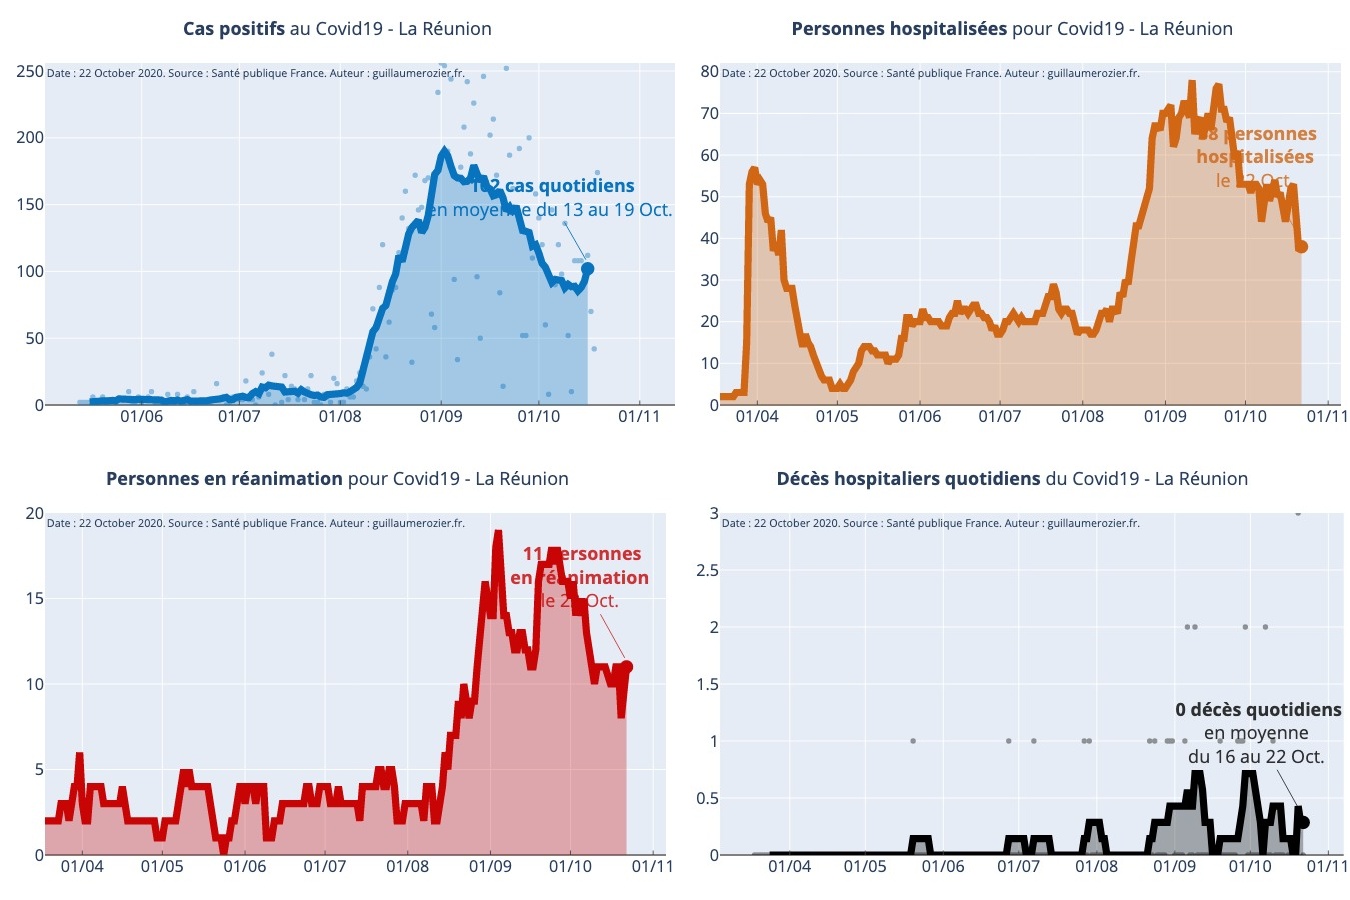 Cas positifs au Covid19 - La Réunion
Date : 22 October 2020. Source : Santé publique France. Auteur : guillaumerozier.fr.
250
200
150
100
50
0
cas quotidiens
en moyenne du 13 au 19 Oct.
01/06 01/07 01/08 01/09 01/10 01/11
Personnes hospitalisées pour Covid19 - La Réunion
Date : 22 October 2020. Source : Santé publique France. Auteur : guillaumerozier.fr.
80
70
60
50
40
30
20
10
0
personnes
hospitalisées
le 22 Oct.
01/04 01/05 01/06 01/07 01/08 01/09 01/10 01/11
Personnes en réanimation pour Covid19 - La Réunion
Date : 22 October 2020. Source : Santé publique France. Auteur : guillaumerozier.fr.
20
15
10
5
0
11 personnes
en réanimation
le 22 Oct.
01/04 01/05 01/06 01/07 01/08 01/09 01/10 01/11
Décès hospitaliers quotidiens du Covid19 - La Réunion
Date : 22 October 2020. Source : Santé publique France. Auteur : guillaumerozier.fr.
3
2.5
2
1.5
1
0.5
0
0 décès quotidiens
en moyenne
du 16 au 22 Oct.
01/04 01/05 01/06 01/07 01/08 01/09 01/10 01/11